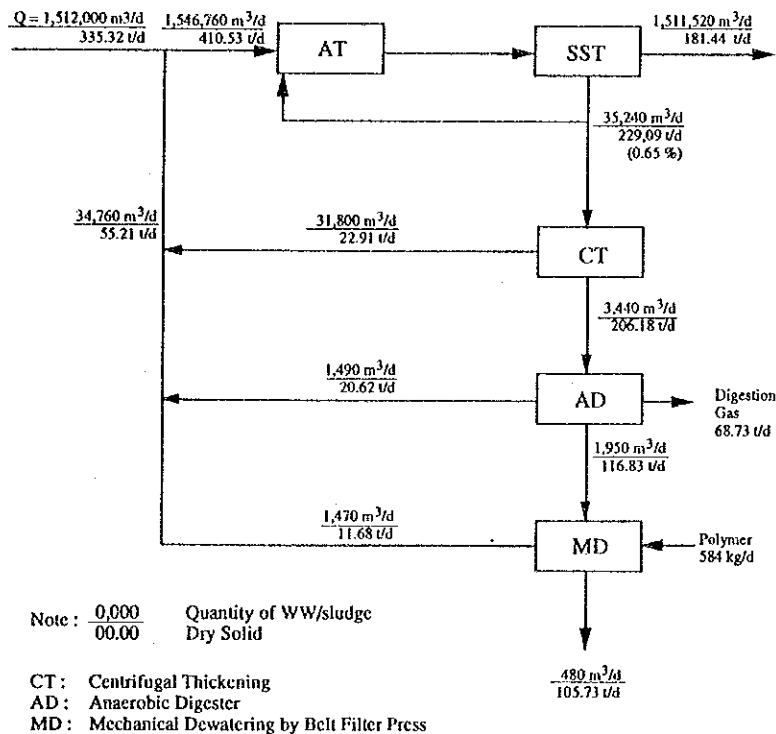 Q = 1,512,000 m3/d
335.32 t/d
1,546,760 m³/d
410.53 t/d
AT
SST
1,511,520 m³/d
181.44 t/d
35,240 m³/d
229,09 t/d
(0.65 %)
34,760 m³/d
55.21 t/d
31,800 m³/d
22.91 t/d
CT
3,440 m³/d
206.18 t/d
1,490 m³/d
20.62 t/d
AD
Digestion
Gas
68.73 t/d
1,950 m³/d
116.83 t/d
1,470 m³/d
11.68 t/d
MD
Polymer
584 kg/d
Note : 0,000 Quantity of WW/sludge
00.00 Dry Solid
480 m³/d
105.73 t/d
CT : Centrifugal Thickening
AD : Anaerobic Digester
MD : Mechanical Dewatering by Belt Filter Press